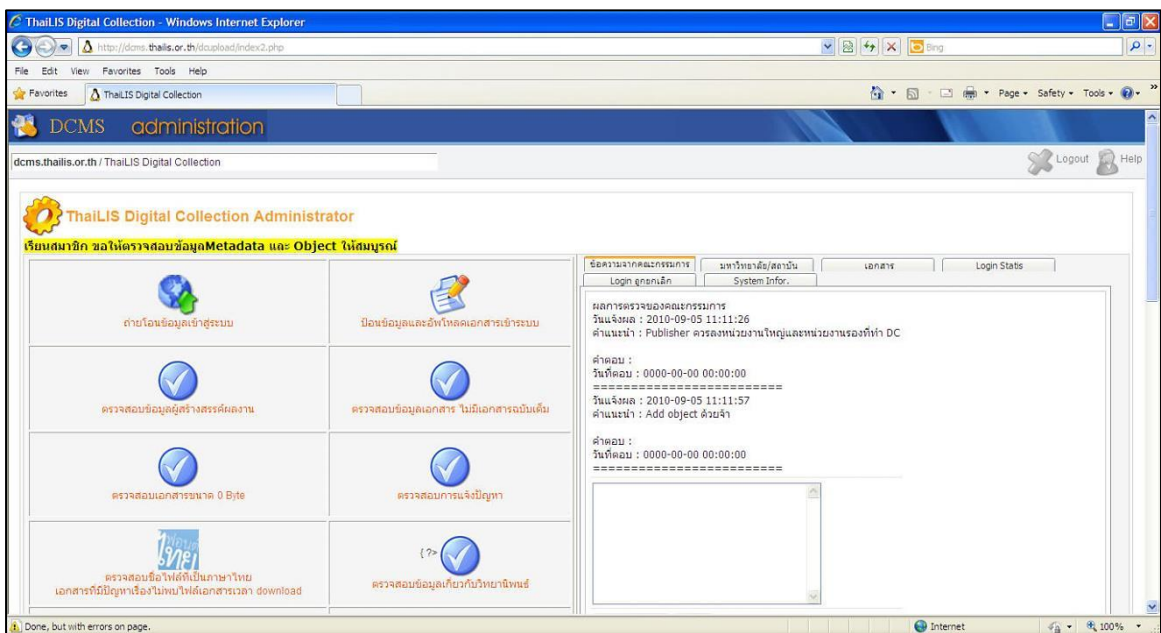 ThaiLIS Digital Collection - Windows Internet Explorer
http://dcms.thailis.or.th/dcupload/index2.php
Bing
File Edit View Favorites Tools Help
Favorites ThaiLIS Digital Collection
Page Safety Tools
DCMS administration
dcms.thailis.or.th / ThaiLIS Digital Collection
Logout Help
ThaiLIS Digital Collection Administrator
เรียนสมาชิก ขอให้ตรวจสอบข้อมูลMetadata และ Object ให้สมบูรณ์
ถ่ายโอนข้อมูลเข้าสู่ระบบ
ป้อนข้อมูลและอัพโหลดเอกสารเข้าระบบ
ตรวจสอบข้อมูลผู้สร้างสรรค์ผลงาน
ตรวจสอบข้อมูลเอกสาร ไม่มีเอกสารฉบับเต็ม
ตรวจสอบเอกสารขนาด 0 Byte
ตรวจสอบการแจ้งปัญหา
ฟอนต์
ไทย
ตรวจสอบชื่อไฟล์ที่เป็นภาษาไทย
เอกสารที่มีปัญหาเรื่องไม่พบไฟล์เอกสารเวลา download
{ ?>
ตรวจสอบข้อมูลเกี่ยวกับวิทยานิพนธ์
ข้อความจากคณะกรรมการ มหาวิทยาลัย/สถาบัน เอกสาร Login Statis
Login ถูกยกเลิก System Infor.
ผลการตรวจของคณะกรรมการ
วันแจ้งผล : 2010-09-05 11:11:26
คำแนะนำ : Publisher ควรลงหน่วยงานใหญ่และหน่วยงานรองที่ทำ DC
คำตอบ :
วันที่ตอบ : 0000-00-00 00:00:00
=========================
วันแจ้งผล : 2010-09-05 11:11:57
คำแนะนำ : Add object ด้วยจ้า
คำตอบ :
วันที่ตอบ : 0000-00-00 00:00:00
=========================
Done, but with errors on page.
Internet
100%